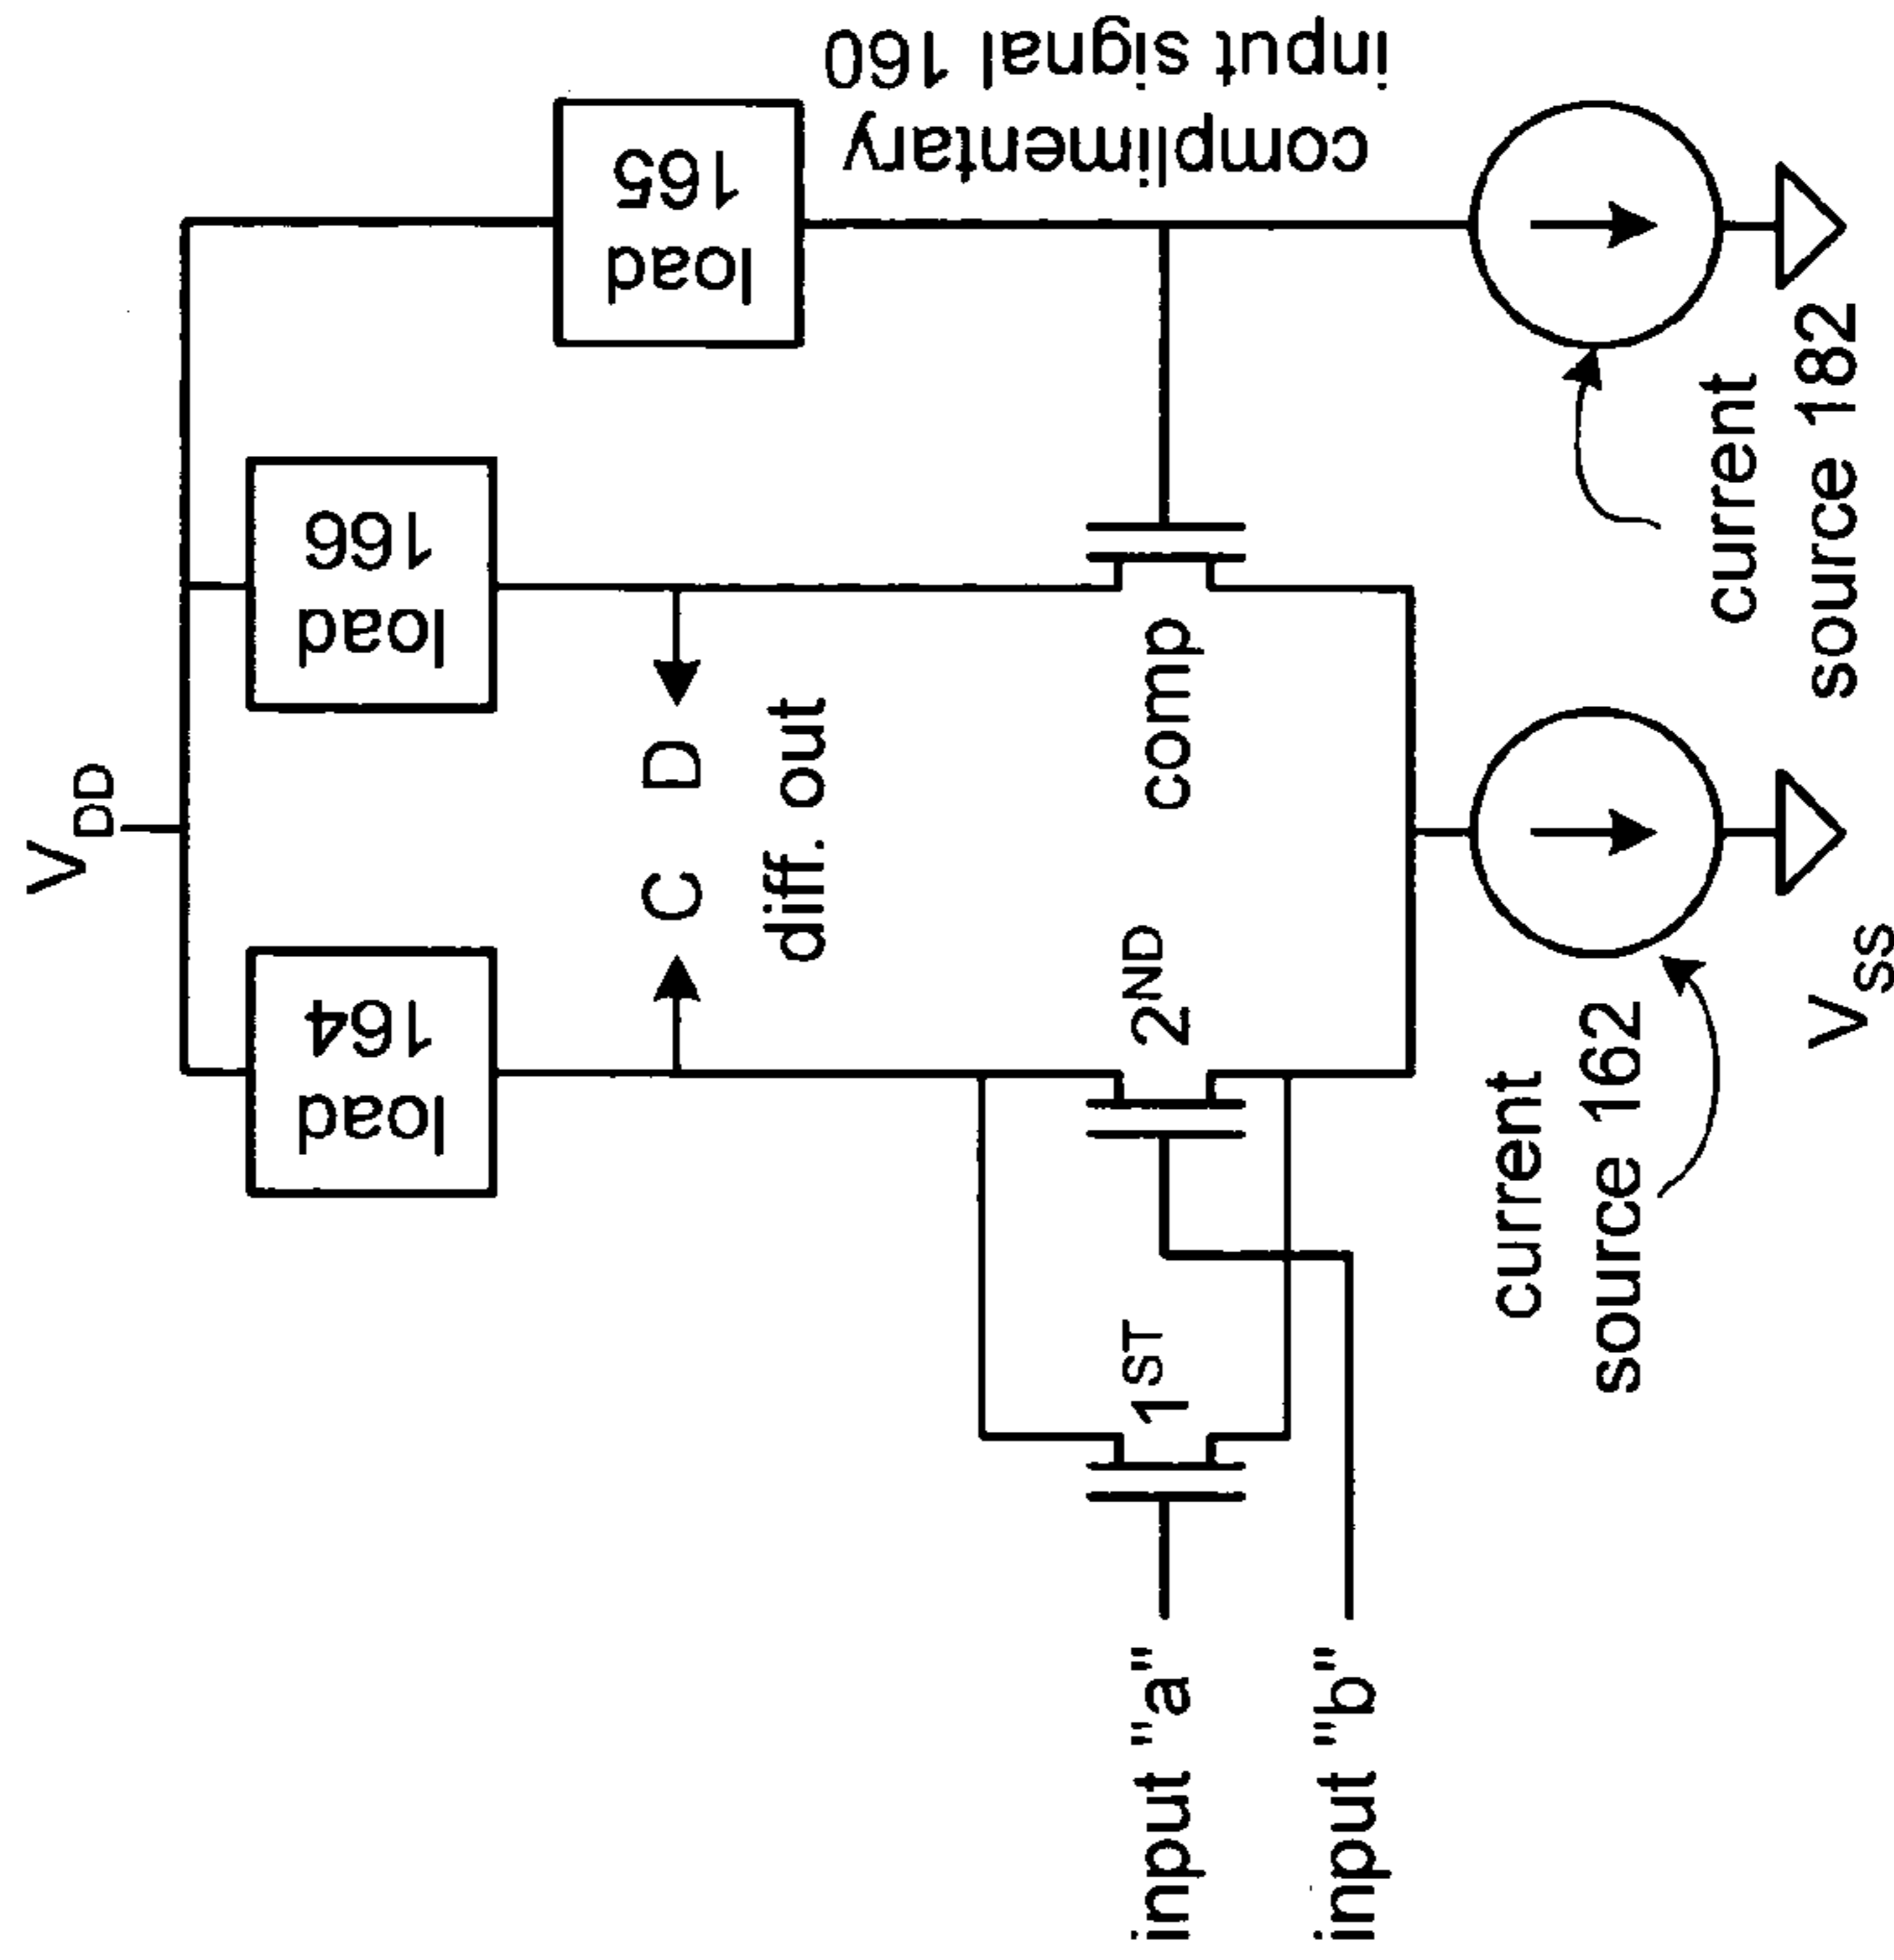 V_DD
load
164
load
166
load
165
C
D
diff. out
complimentary
input signal 160
1ST
2ND
comp
input "a"
input "b"
current
source 162
current
source 182
V_SS